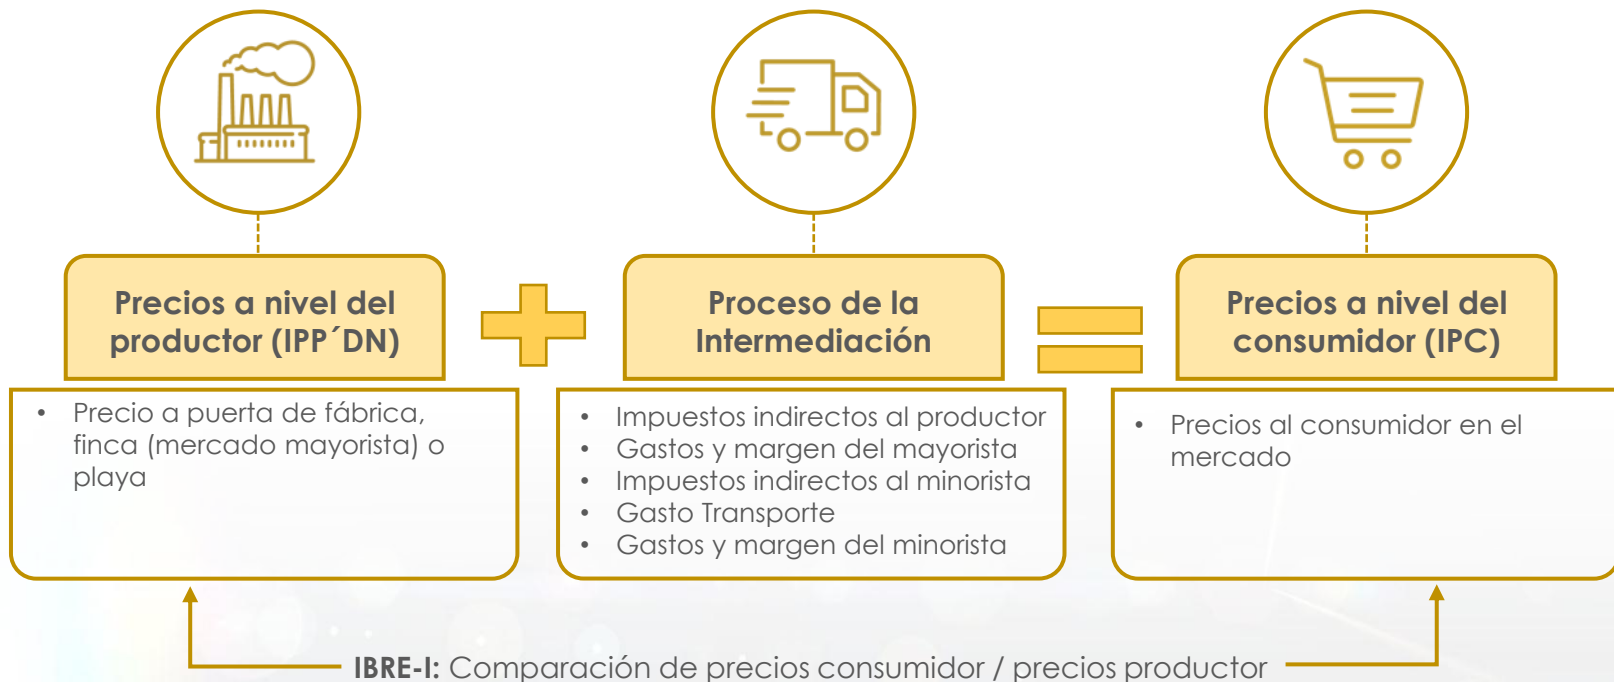 Precios a nivel del
productor (IPP´DN)
• Precio a puerta de fábrica,
finca (mercado mayorista) o
playa
Proceso de la
Intermediación
• Impuestos indirectos al productor
• Gastos y margen del mayorista
• Impuestos indirectos al minorista
• Gasto Transporte
• Gastos y margen del minorista
Precios a nivel del
consumidor (IPC)
• Precios al consumidor en el
mercado
IBRE-I: Comparación de precios consumidor / precios productor